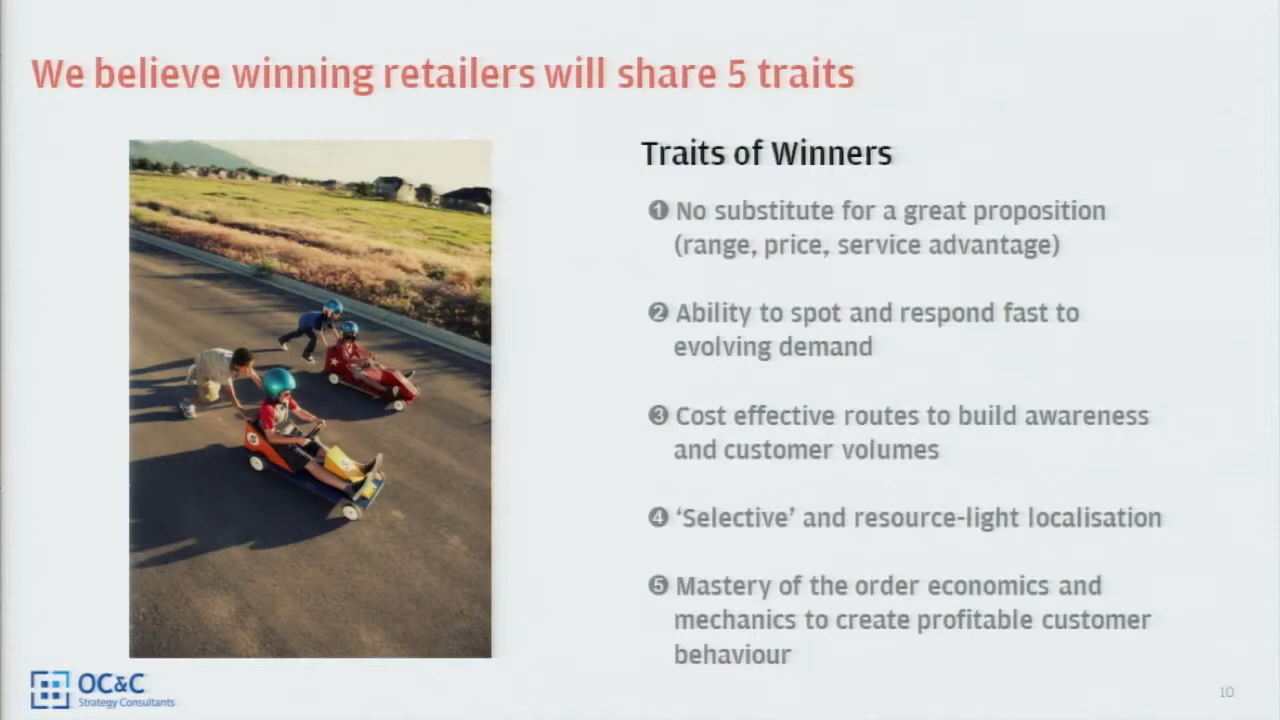 We believe winning retailers will share 5 traits
Traits of Winners
❶ No substitute for a great proposition
(range, price, service advantage)
❷ Ability to spot and respond fast to
evolving demand
❸ Cost effective routes to build awareness
and customer volumes
❹ ‘Selective’ and resource-light localisation
❺ Mastery of the order economics and
mechanics to create profitable customer
behaviour
OC&C
Strategy Consultants
10